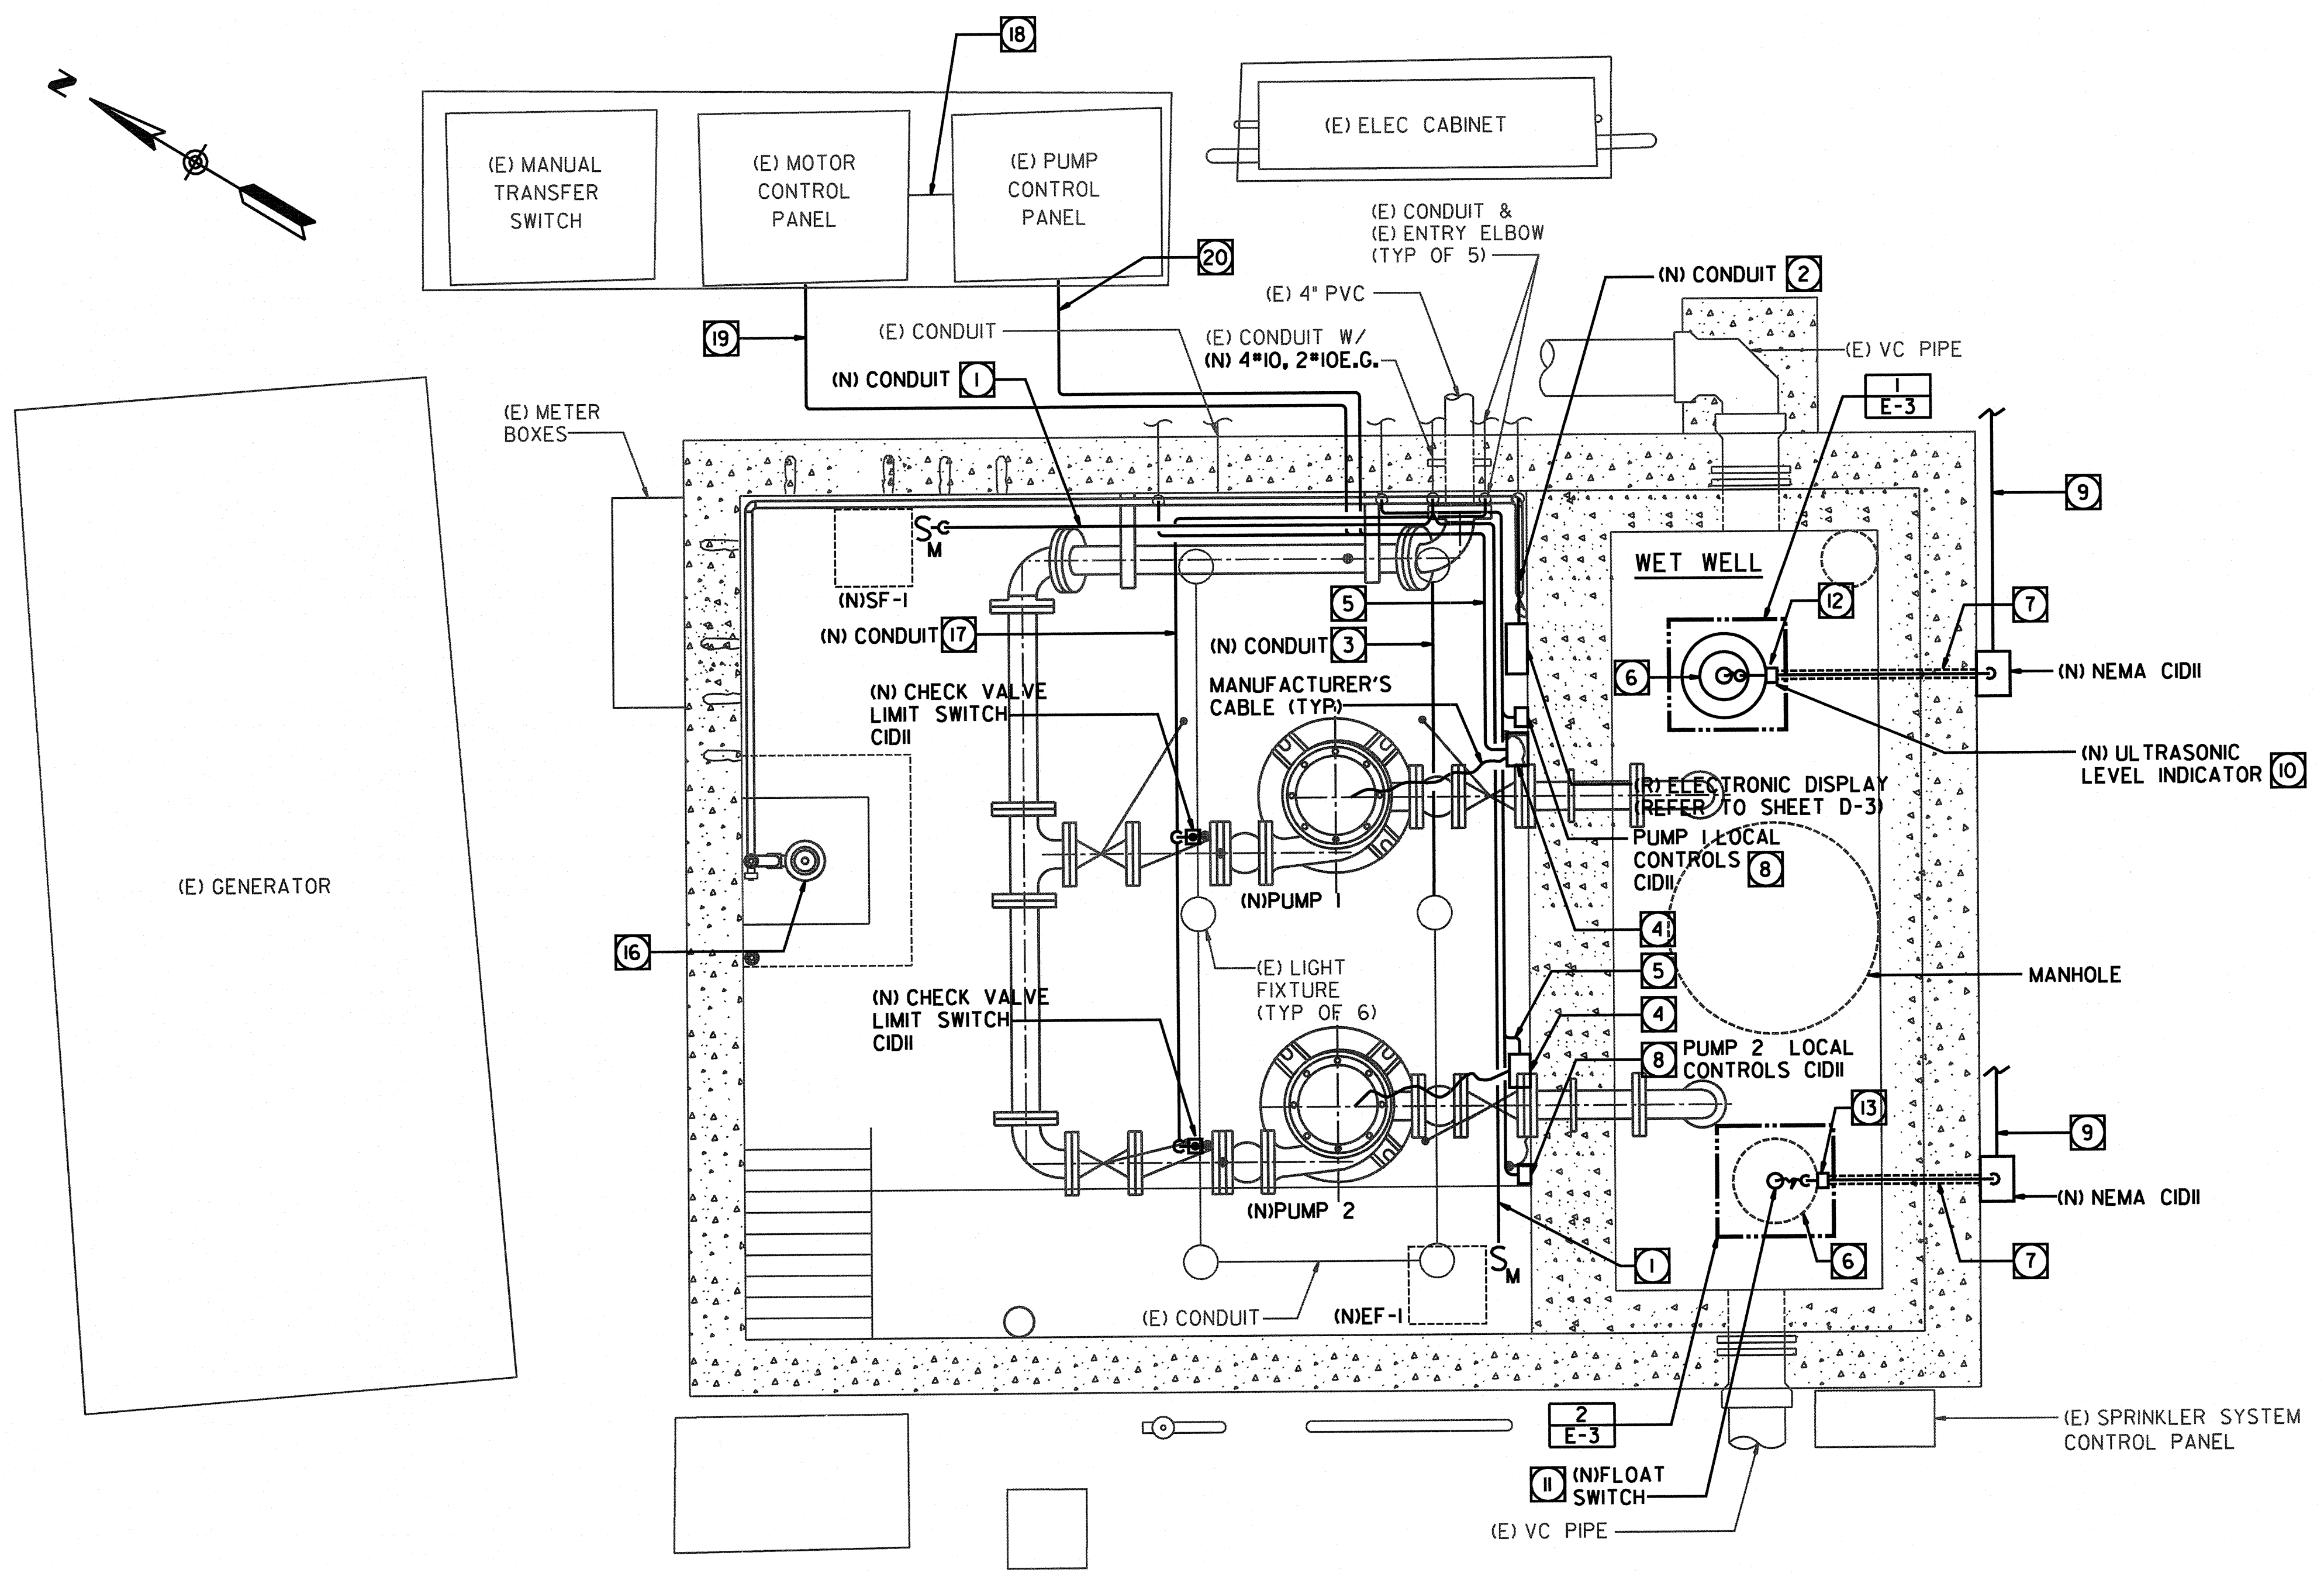 N
18
(E) MANUAL
TRANSFER
SWITCH
(E) MOTOR
CONTROL
PANEL
(E) PUMP
CONTROL
PANEL
(E) ELEC CABINET
20
19
(E) CONDUIT &
(E) ENTRY ELBOW
(TYP OF 5)
(N) CONDUIT 2
(E) 4" PVC
(E) CONDUIT
(E) CONDUIT W/
(N) 4#10, 2#10E.G.
(E) VC PIPE
(N) CONDUIT 1
1
E-3
(E) METER
BOXES
9
S
M
(N)SF-1
WET WELL
12
7
5
(N) CONDUIT 17
(N) CONDUIT 3
6
(N) NEMA CIDII
(N) CHECK VALVE
LIMIT SWITCH
CIDII
MANUFACTURER'S
CABLE (TYP)
(N) ULTRASONIC
LEVEL INDICATOR 10
(R) ELECTRONIC DISPLAY
(REFER TO SHEET D-3)
PUMP 1 LOCAL
CONTROLS
CIDII
8
(E) GENERATOR
(N)PUMP 1
4
16
(E) LIGHT
FIXTURE
(TYP OF 6)
5
MANHOLE
(N) CHECK VALVE
LIMIT SWITCH
CIDII
4
8 PUMP 2 LOCAL
CONTROLS CIDII
13
9
(N)PUMP 2
(N) NEMA CIDII
S
M
1
6
7
(E) CONDUIT
(N)EF-1
2
E-3
(E) SPRINKLER SYSTEM
CONTROL PANEL
11 (N)FLOAT
SWITCH
(E) VC PIPE